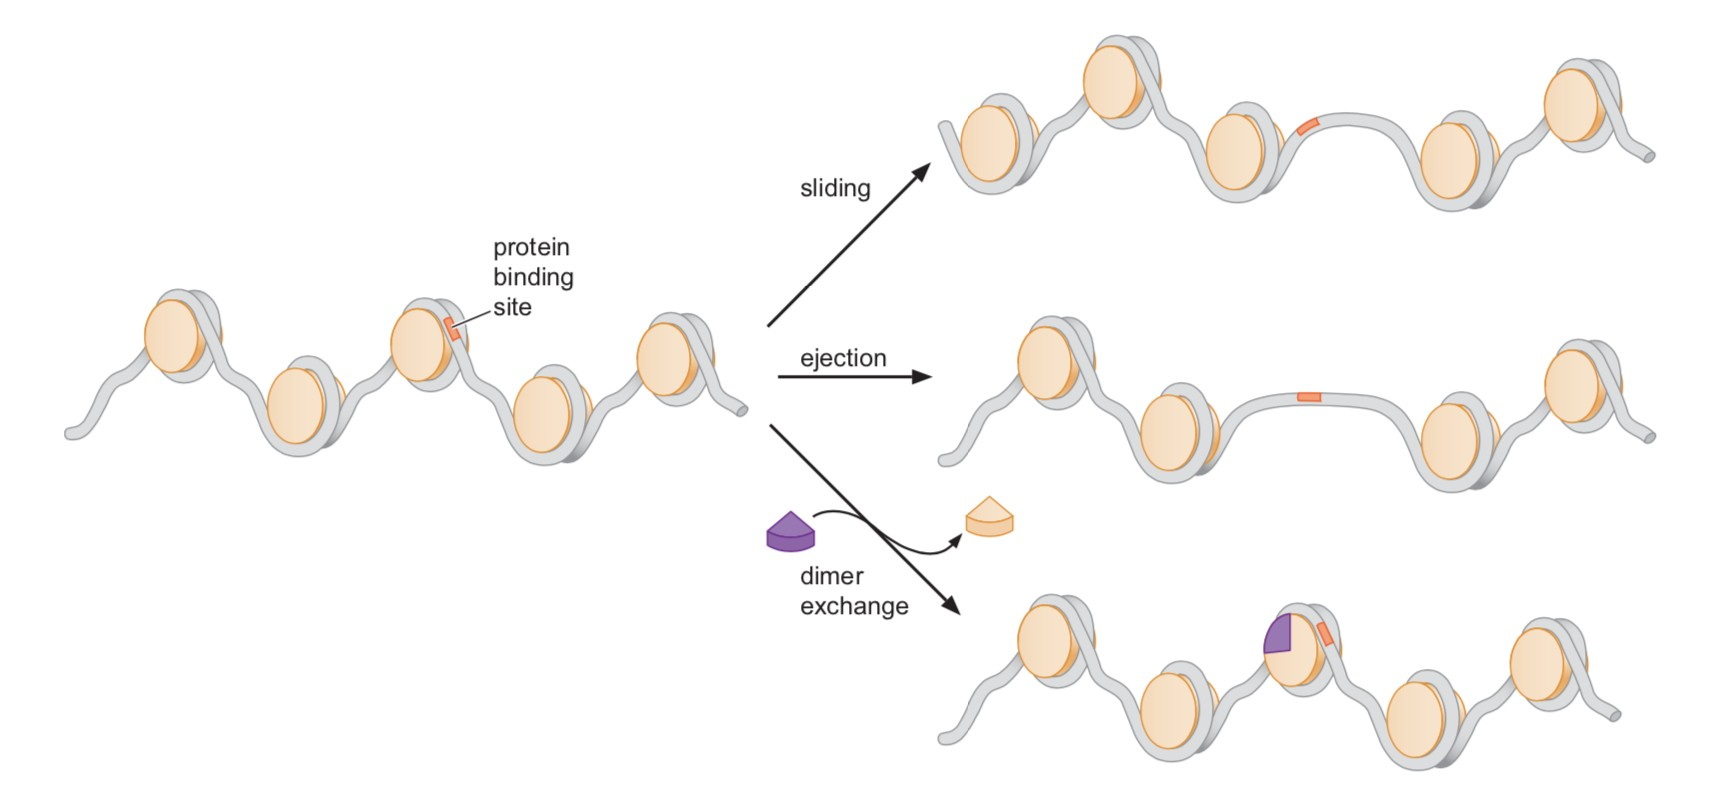 protein
binding
site
sliding
ejection
dimer
exchange